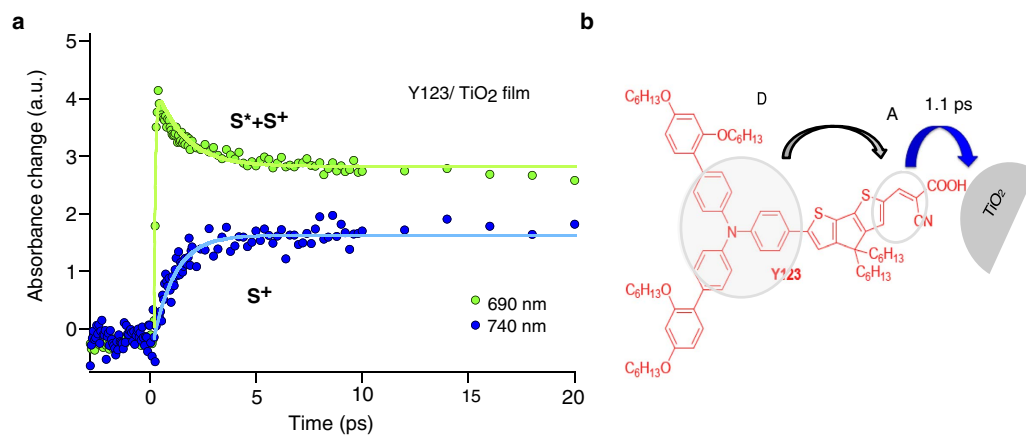 a
Absorbance change (a.u.)
5
4
3
2
1
0
Y123/ TiO₂ film
S*+S⁺
S⁺
690 nm
740 nm
0
5
10
15
20
Time (ps)
b
D
A
1.1 ps
C₆H₁₃O
OC₆H₁₃
N
S
S
COOH
CN
TiO₂
C₆H₁₃
C₆H₁₃
Y123
C₆H₁₃O
OC₆H₁₃
C₆H₁₃O